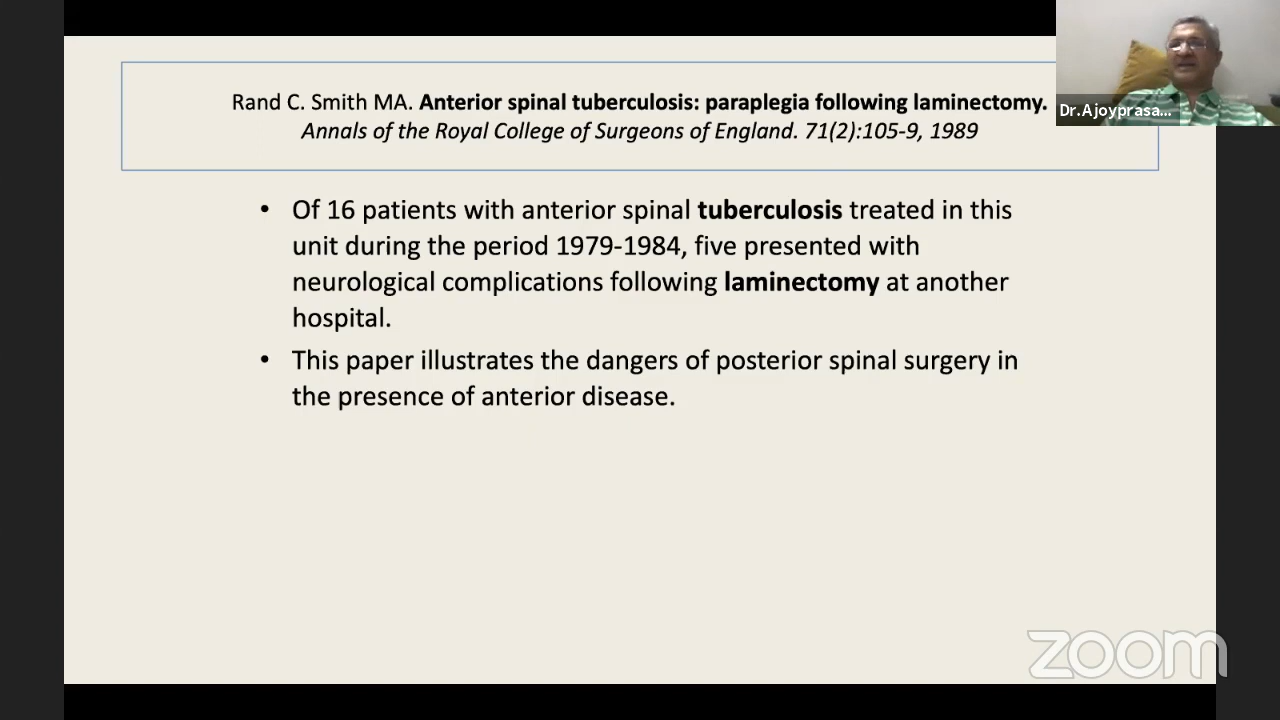 Rand C. Smith MA. Anterior spinal tuberculosis: paraplegia following laminectomy.
Annals of the Royal College of Surgeons of England. 71(2):105-9, 1989
Dr.Ajoyprasa...
• Of 16 patients with anterior spinal tuberculosis treated in this
unit during the period 1979-1984, five presented with
neurological complications following laminectomy at another
hospital.
• This paper illustrates the dangers of posterior spinal surgery in
the presence of anterior disease.
zoom